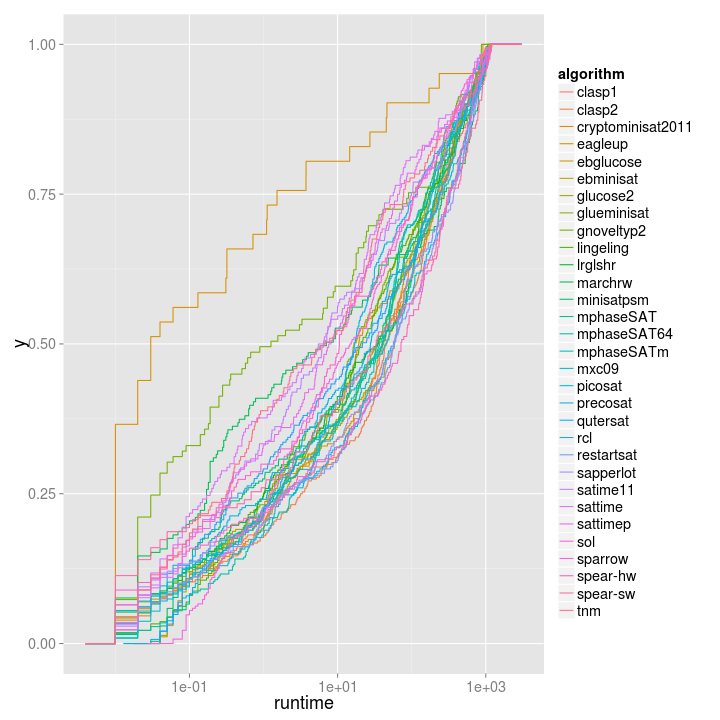 1.00
0.75
0.50
0.25
0.00
y
1e-01
1e+01
1e+03
runtime
algorithm
clasp1
clasp2
cryptominisat2011
eagleup
ebglucose
ebminisat
glucose2
glueminisat
gnoveltyp2
lingeling
lrglshr
marchrw
minisatpsm
mphaseSAT
mphaseSAT64
mphaseSATm
mxc09
picosat
precosat
qutersat
rcl
restartsat
sapperlot
satime11
sattime
sattimep
sol
sparrow
spear-hw
spear-sw
tnm